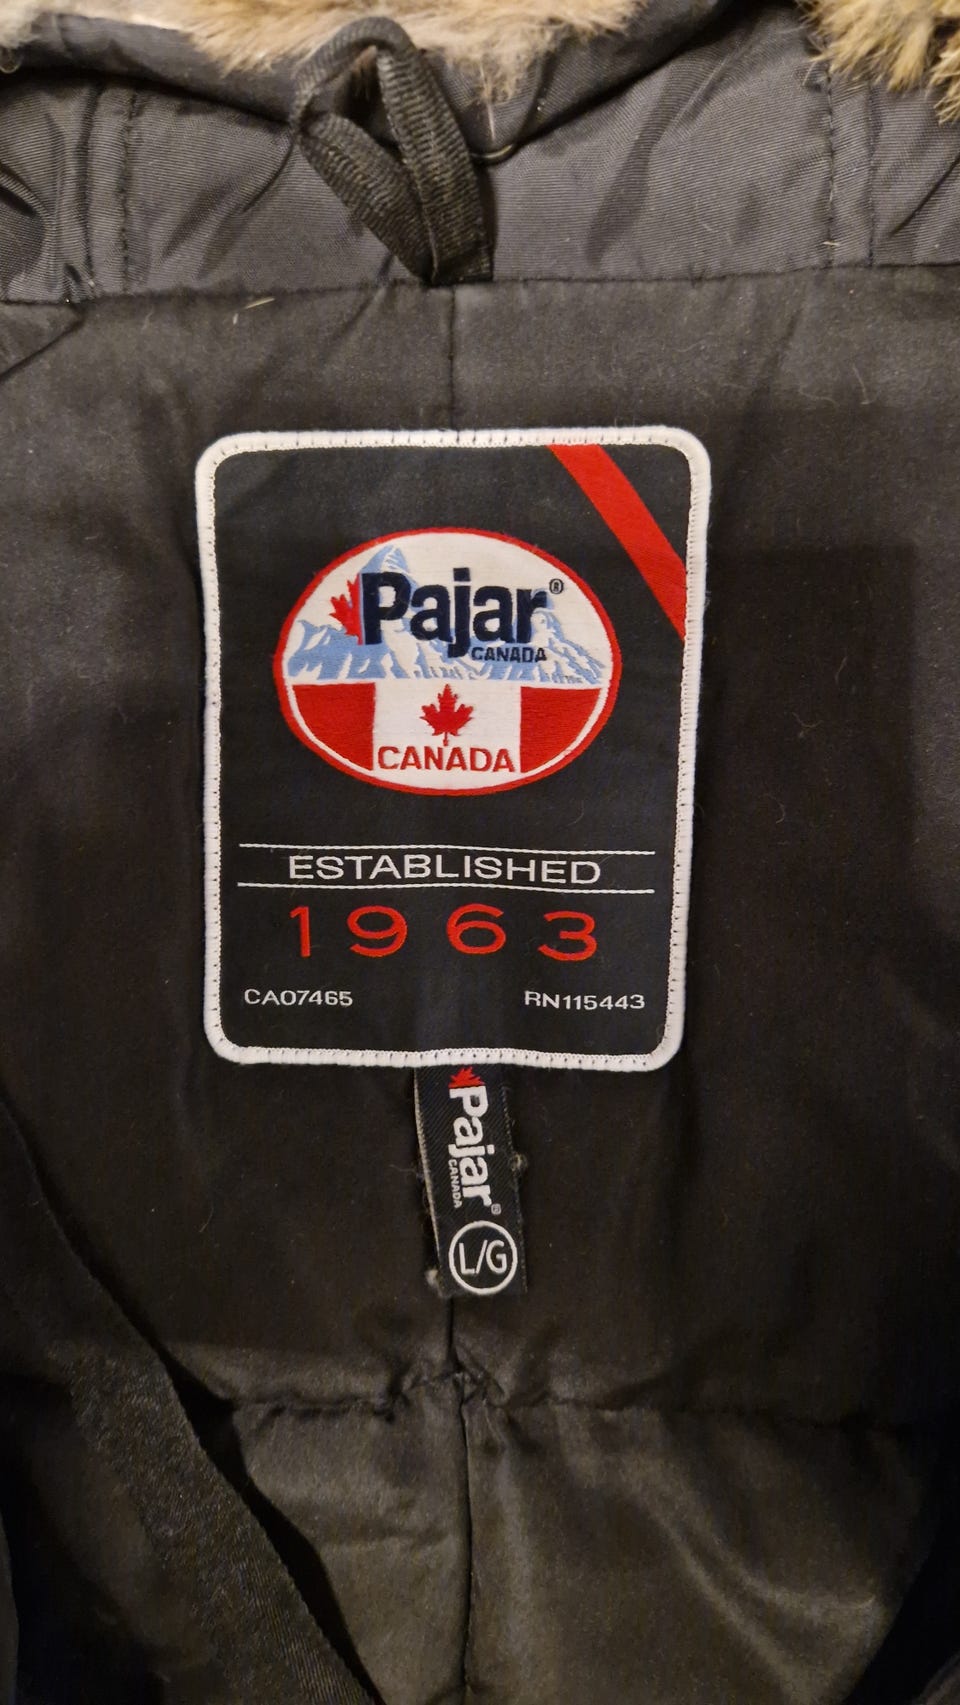 Pajar®
CANADA
CANADA
ESTABLISHED
1963
CA07465 RN115443
Pajar®
CANADA
L/G